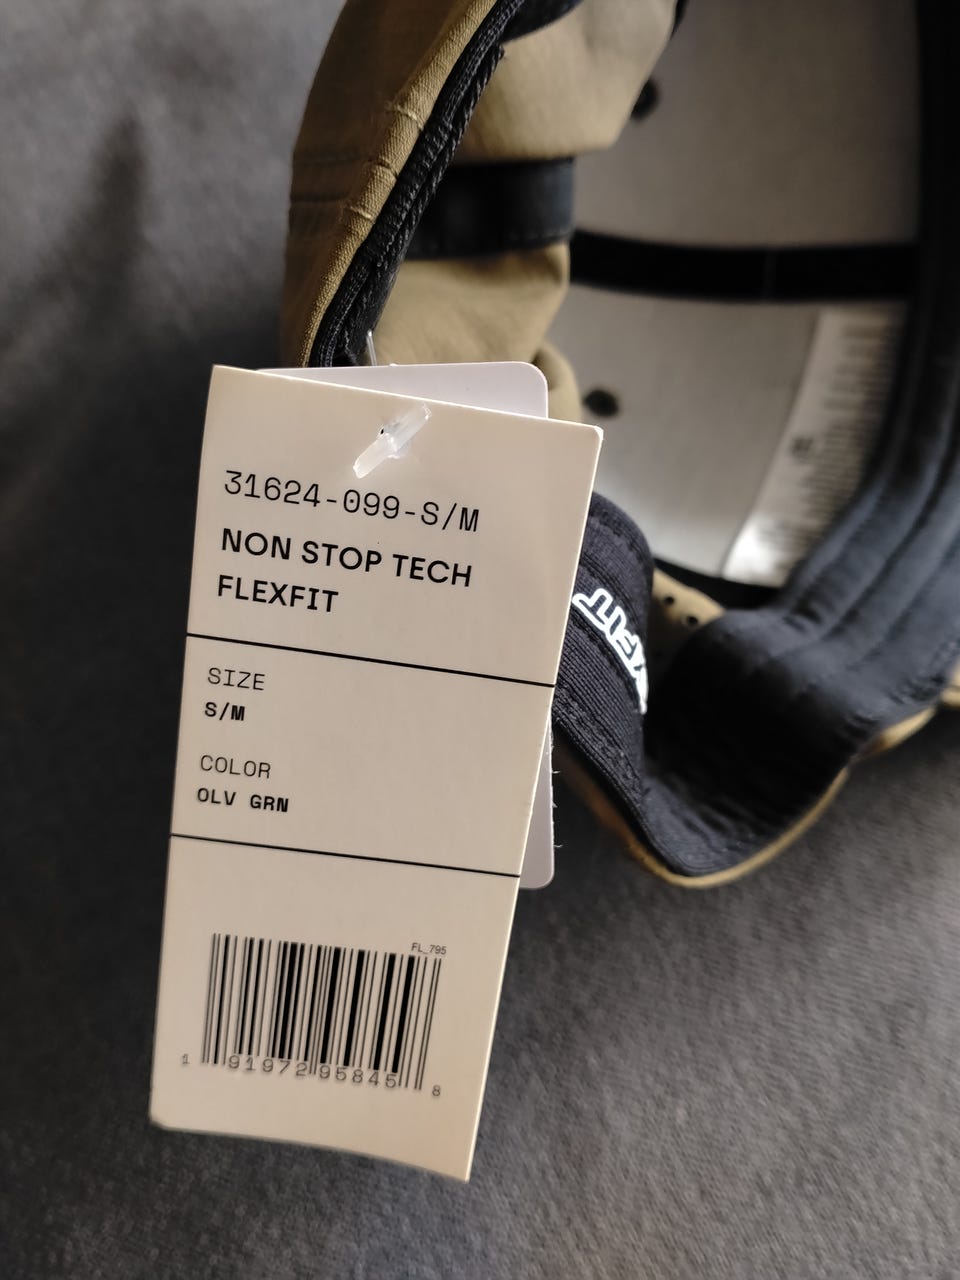 31624-099-S/M
NON STOP TECH
FLEXFIT
SIZE
S/M
COLOR
OLV GRN
FL_795
1 91972 95845 8